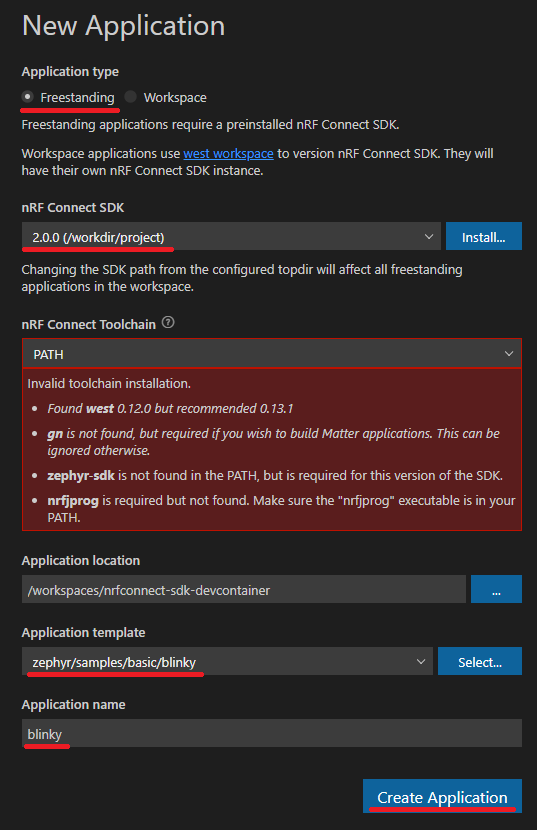 New Application
Application type
Freestanding Workspace
Freestanding applications require a preinstalled nRF Connect SDK.
Workspace applications use west workspace to version nRF Connect SDK. They will
have their own nRF Connect SDK instance.
nRF Connect SDK
2.0.0 (/workdir/project) Install...
Changing the SDK path from the configured topdir will affect all freestanding
applications in the workspace.
nRF Connect Toolchain ?
PATH
Invalid toolchain installation.
• Found west 0.12.0 but recommended 0.13.1
• gn is not found, but required if you wish to build Matter applications. This can be
ignored otherwise.
• zephyr-sdk is not found in the PATH, but is required for this version of the SDK.
• nrfjprog is required but not found. Make sure the "nrfjprog" executable is in your
PATH.
Application location
/workspaces/nrfconnect-sdk-devcontainer ...
Application template
zephyr/samples/basic/blinky Select...
Application name
blinky
Create Application